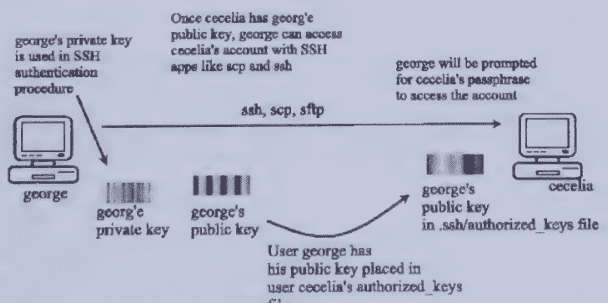 Once cecelia has georg'e
public key, george can access
cecelia's account with SSH
apps like scp and ssh
george's private key
is used in SSH
authentication
procedure
george will be prompted
for cecelia's passphrase
to access the account
ssh, scp, sftp
george
cecelia
georg'e
private key
george's
public key
george's
public key
in .ssh/authorized_keys file
User george has
his public key placed in
user cecelia's authorized_keys